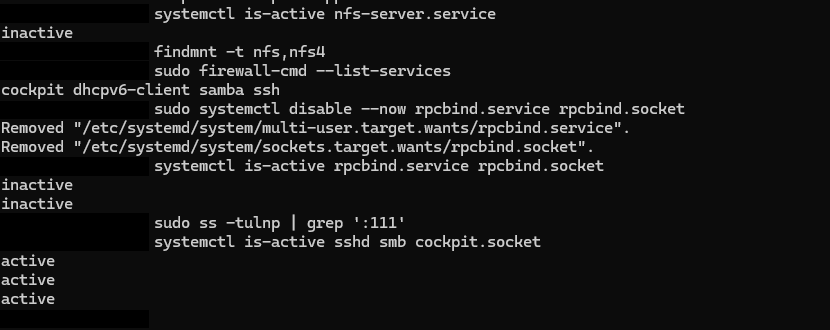 systemctl is-active nfs-server.service
inactive
findmnt -t nfs,nfs4
sudo firewall-cmd --list-services
cockpit dhcpv6-client samba ssh
sudo systemctl disable --now rpcbind.service rpcbind.socket
Removed "/etc/systemd/system/multi-user.target.wants/rpcbind.service".
Removed "/etc/systemd/system/sockets.target.wants/rpcbind.socket".
systemctl is-active rpcbind.service rpcbind.socket
inactive
inactive
sudo ss -tulnp | grep ':111'
systemctl is-active sshd smb cockpit.socket
active
active
active